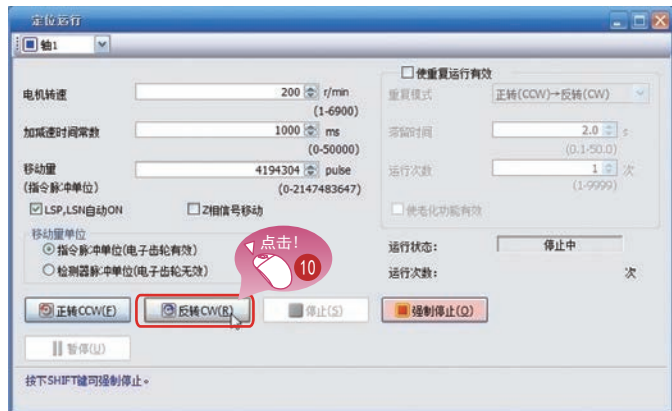 定位运行
轴1
电机转速
200 r/min
(1-6900)
加减速时间常数
1000 ms
(0-50000)
移动量
(指令脉冲单位)
4194304 pulse
(0-2147483647)
LSP,LSN自动ON
Z相信号移动
移动量单位
指令脉冲单位(电子齿轮有效)
检测器脉冲单位(电子齿轮无效)
使重复运行有效
重复模式
正转(CCW)→反转(CW)
停留时间
2.0 s
(0.1-50.0)
运行次数
1 次
(1-9999)
使老化功能有效
运行状态:
停止中
运行次数:
次
点击!
10
正转CCW(F)
反转CW(R)
停止(S)
强制停止(O)
暂停(U)
按下SHIFT键可强制停止。